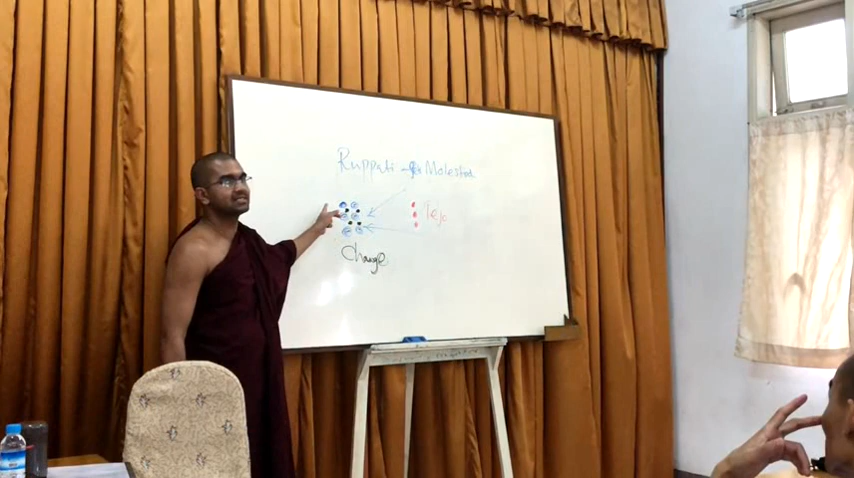 Ruppati → Molested
Tejo
Change